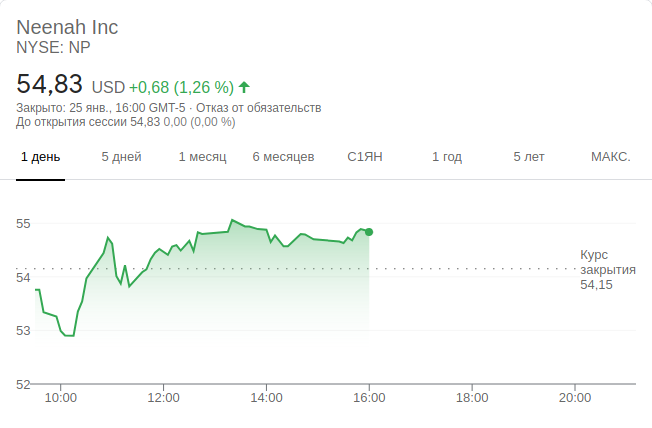 Neenah Inc
NYSE: NP
54,83 USD +0,68 (1,26 %)
Закрыто: 25 янв., 16:00 GMT-5 · Отказ от обязательств
До открытия сессии 54,83 0,00 (0,00 %)
1 день 5 дней 1 месяц 6 месяцев С1ЯН 1 год 5 лет МАКС.
55
Курс
54 закрытия
54,15
53
52
10:00 12:00 14:00 16:00 18:00 20:00